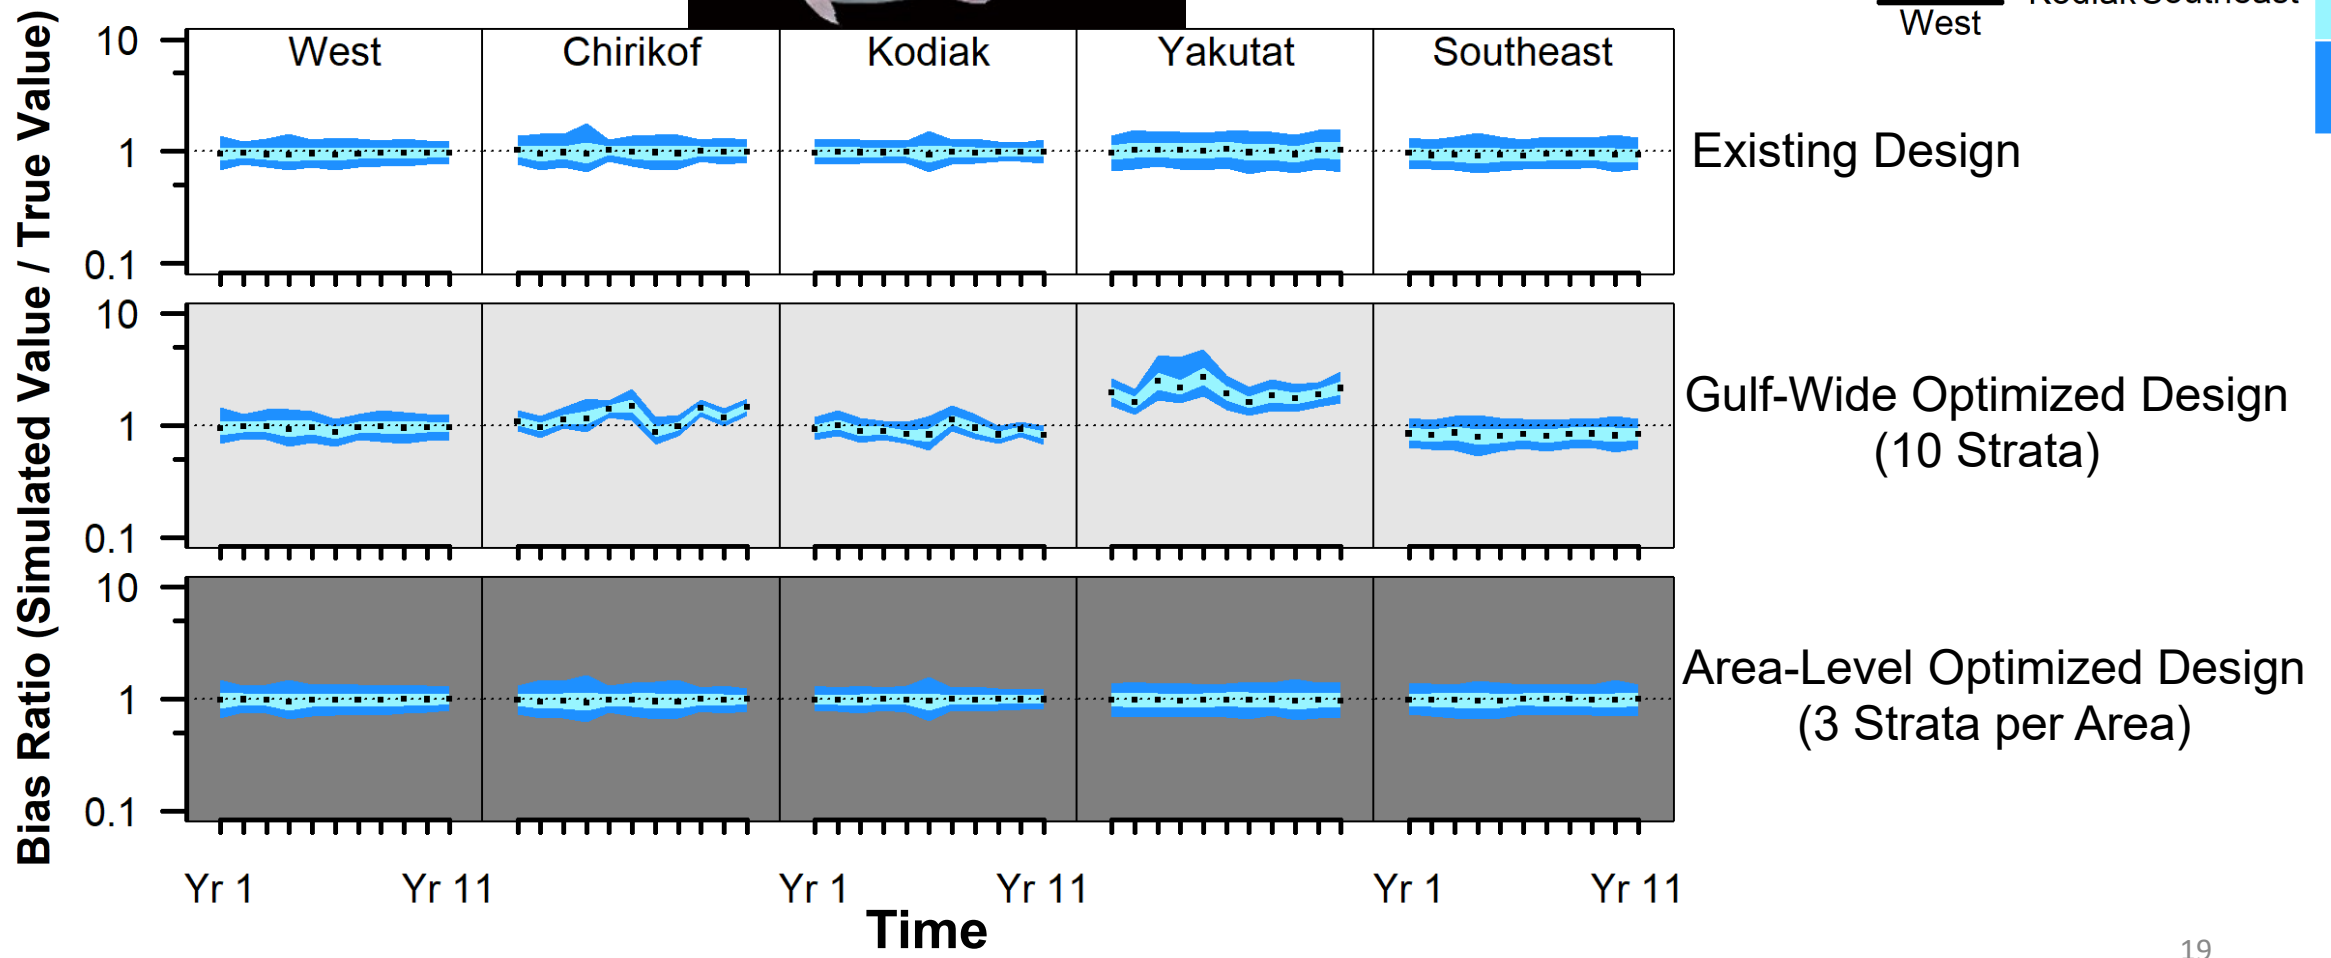 West
Bias Ratio (Simulated Value / True Value)
10
1
0.1
West
Chirikof
Kodiak
Yakutat
Southeast
Existing Design
10
1
0.1
Gulf-Wide Optimized Design
(10 Strata)
10
1
0.1
Area-Level Optimized Design
(3 Strata per Area)
Yr 1
Yr 11
Yr 1
Yr 11
Yr 1
Yr 11
Time
19